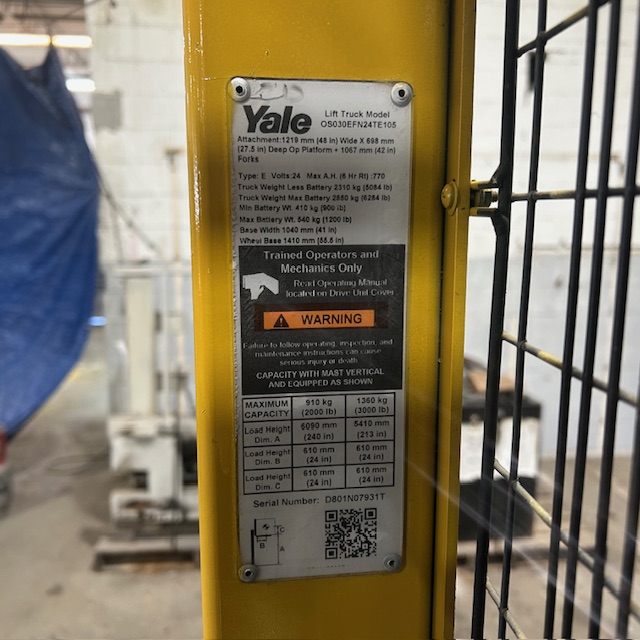 Yale
Lift Truck Model
OS030EFN24TE105
Attachment:1219 mm (48 in) Wide X 698 mm
(27.5 in) Deep Op Platform + 1067 mm (42 in)
Forks
Type: E Volts:24 Max A.H. (6 Hr Rt) :770
Truck Weight Less Battery 2310 kg (5084 lb)
Truck Weight Max Battery 2850 kg (6284 lb)
Min Battery Wt. 410 kg (900 lb)
Max Battery Wt. 540 kg (1200 lb)
Base Width 1040 mm (41 in)
Wheel Base 1410 mm (55.5 in)
Trained Operators and
Mechanics Only
Read Operating Manual
located on Drive Unit Cover
WARNING
Failure to follow operating, inspection, and
maintenance instructions can cause
serious injury or death.
CAPACITY WITH MAST VERTICAL
AND EQUIPPED AS SHOWN
MAXIMUM CAPACITY 910 kg (2000 lb) 1360 kg (3000 lb)
Load Height Dim. A 6090 mm (240 in) 5410 mm (213 in)
Load Height Dim. B 610 mm (24 in) 610 mm (24 in)
Load Height Dim. C 610 mm (24 in) 610 mm (24 in)
Serial Number: D801N07931T
C
B
A